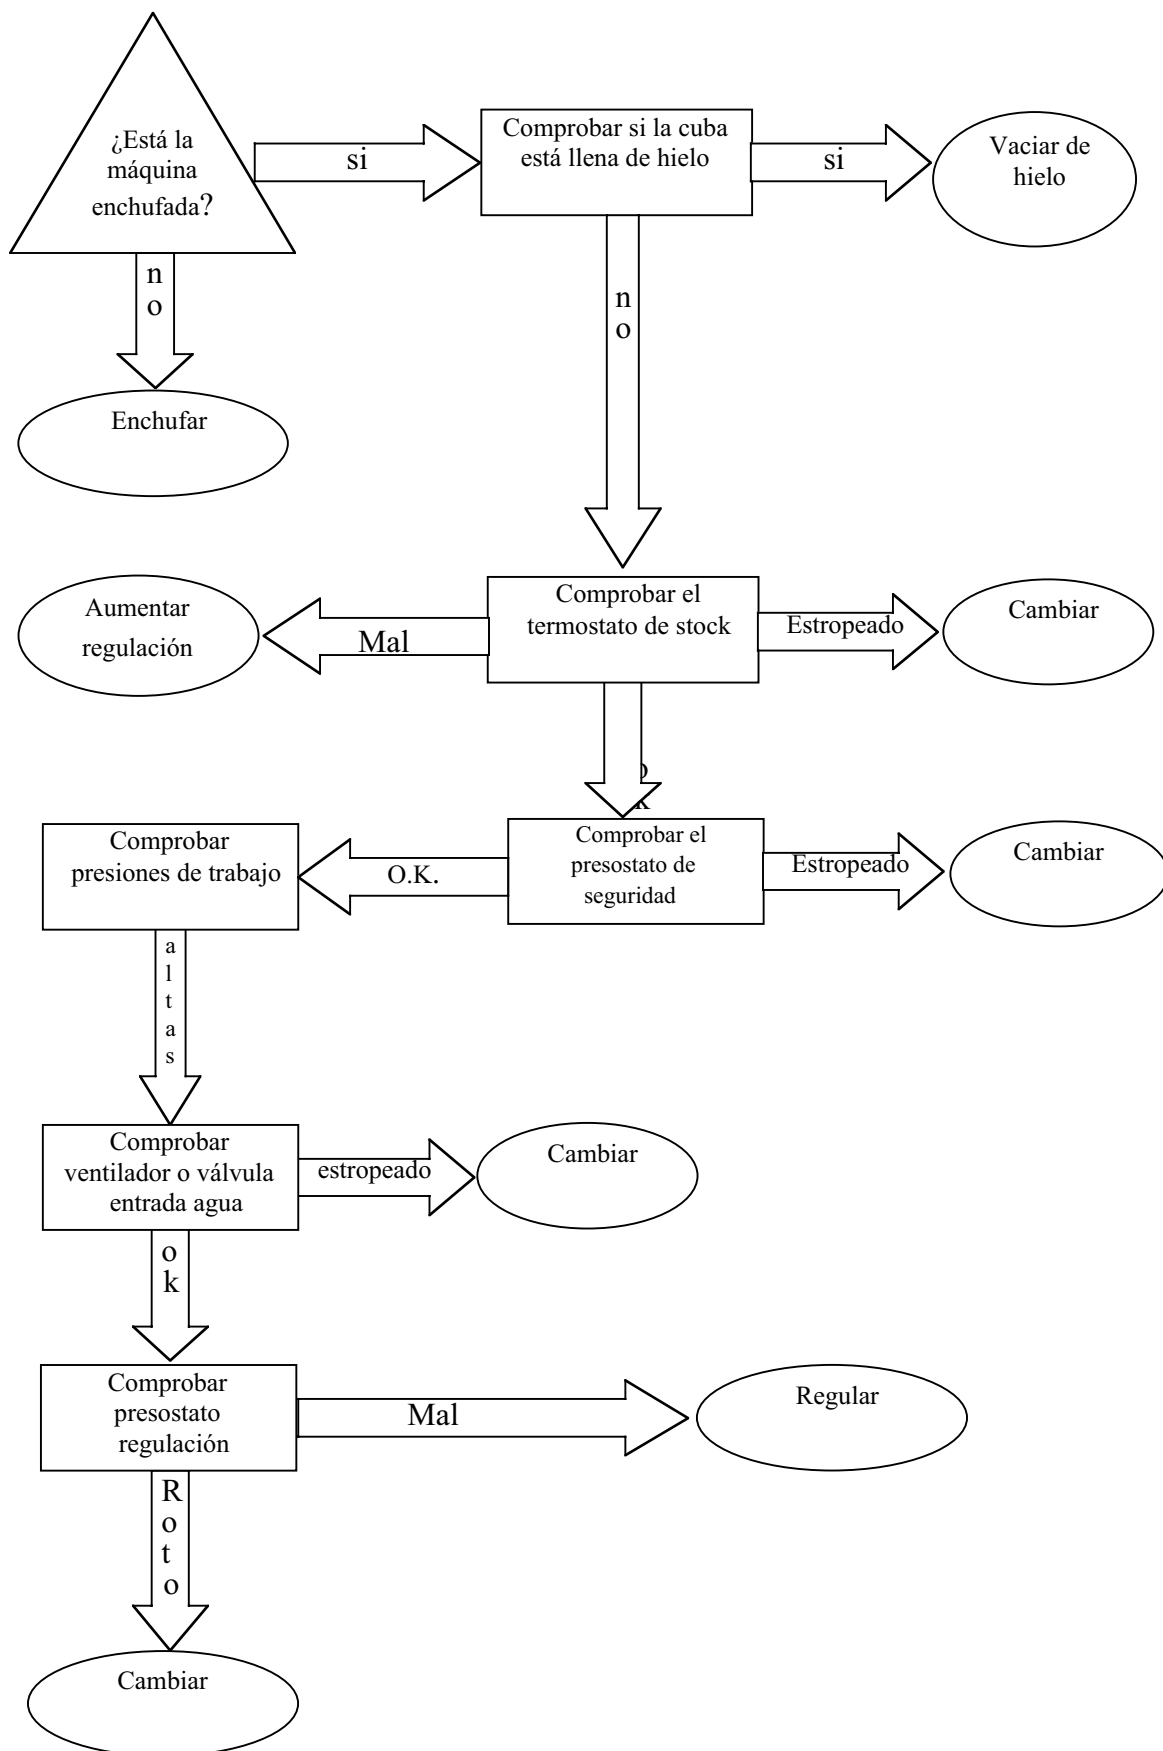 ¿Está la
máquina
enchufada?
si
Comprobar si la cuba
está llena de hielo
si
Vaciar de
hielo
n
o
n
o
Enchufar
Aumentar
regulación
Mal
Comprobar el
termostato de stock
Estropeado
Cambiar
Comprobar
presiones de trabajo
O.K.
Comprobar el
presostato de
seguridad
Estropeado
Cambiar
a
l
t
a
s
Comprobar
ventilador o válvula
entrada agua
estropeado
Cambiar
o
k
Comprobar
presostato
regulación
Mal
Regular
R
o
t
o
Cambiar